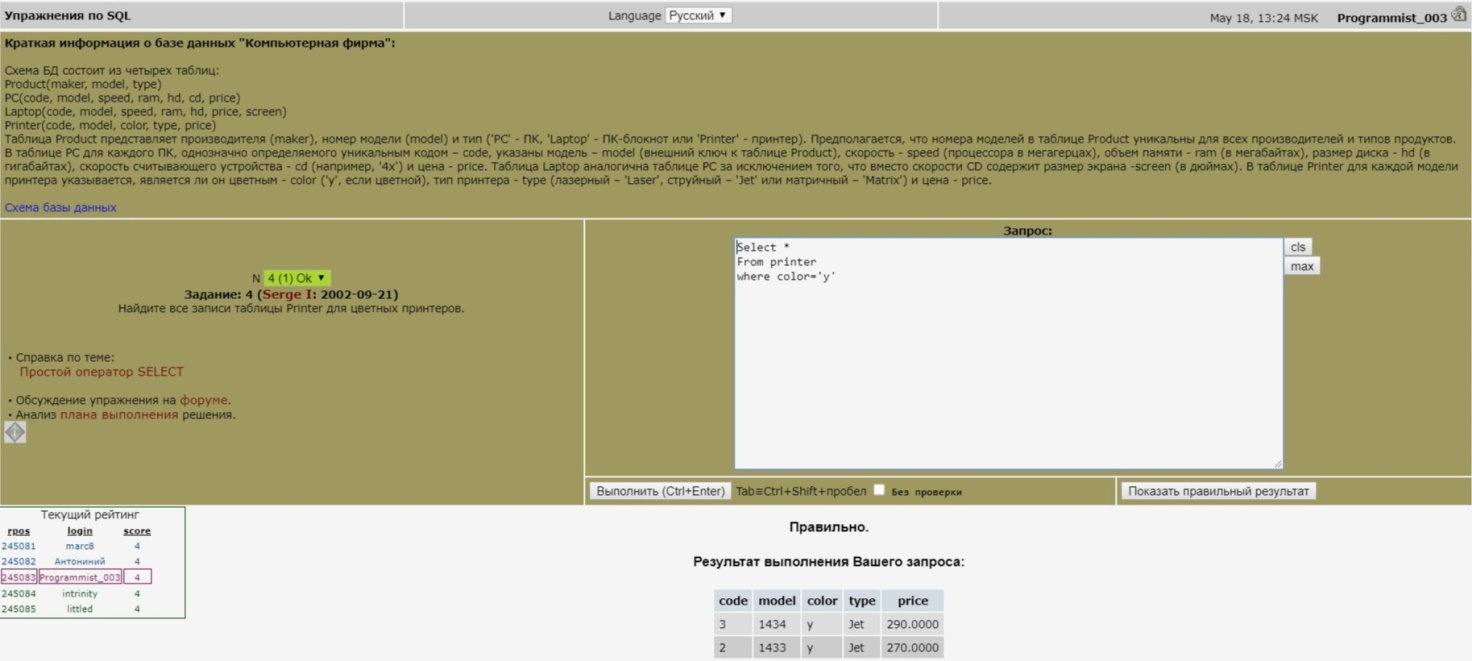 Упражнения по SQL
Language Русский
May 18, 13:24 MSK Programmist_003
Краткая информация о базе данных "Компьютерная фирма":
Схема БД состоит из четырех таблиц:
Product(maker, model, type)
PC(code, model, speed, ram, hd, cd, price)
Laptop(code, model, speed, ram, hd, price, screen)
Printer(code, model, color, type, price)
Таблица Product представляет производителя (maker), номер модели (model) и тип ('PC' - ПК, 'Laptop' - ПК-блокнот или 'Printer' - принтер). Предполагается, что номера моделей в таблице Product уникальны для всех производителей и типов продуктов.
В таблице PC для каждого ПК, однозначно определяемого уникальным кодом – code, указаны модель – model (внешний ключ к таблице Product), скорость - speed (процессора в мегагерцах), объем памяти - ram (в мегабайтах), размер диска - hd (в
гигабайтах), скорость считывающего устройства - cd (например, '4x') и цена - price. Таблица Laptop аналогична таблице РС за исключением того, что вместо скорости CD содержит размер экрана -screen (в дюймах). В таблице Printer для каждой модели
принтера указывается, является ли он цветным - color ('y', если цветной), тип принтера - type (лазерный – 'Laser', струйный – 'Jet' или матричный – 'Matrix') и цена - price.
Схема базы данных
N 4 (1) Ok
Задание: 4 (Serge I: 2002-09-21)
Найдите все записи таблицы Printer для цветных принтеров.
• Справка по теме:
Простой оператор SELECT
• Обсуждение упражнения на форуме.
• Анализ плана выполнения решения.
Запрос:
Select *
From printer
where color='y'
cls
max
Выполнить (Ctrl+Enter) Tab≡Ctrl+Shift+пробел Без проверки
Показать правильный результат
Текущий рейтинг
rpos login score
245081 marc8 4
245082 Антониний 4
245083 Programmist_003 4
245084 intrinity 4
245085 littled 4
Правильно.
Результат выполнения Вашего запроса:
code model color type price
3 1434 y Jet 290.0000
2 1433 y Jet 270.0000